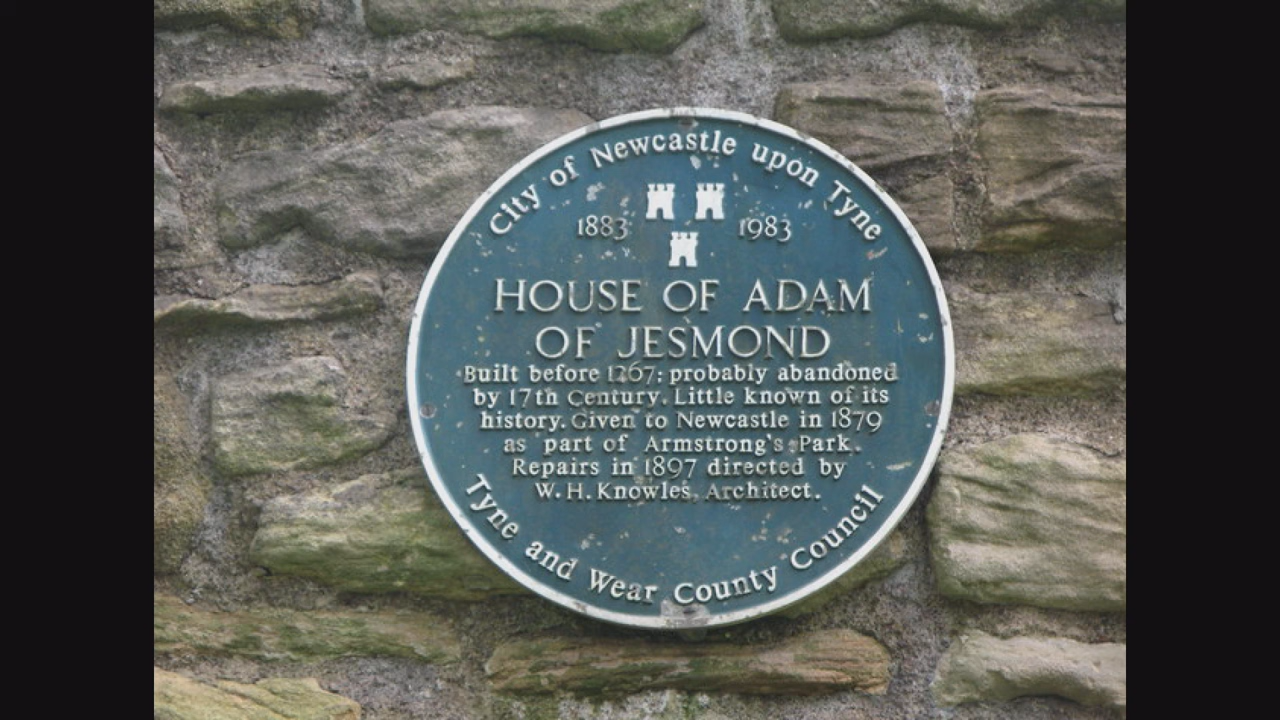 City of Newcastle upon Tyne
1883 1983
HOUSE OF ADAM
OF JESMOND
Built before 1267; probably abandoned
by 17th Century. Little known of its
history. Given to Newcastle in 1879
as part of Armstrong's Park.
Repairs in 1897 directed by
W. H. Knowles, Architect.
Tyne and Wear County Council